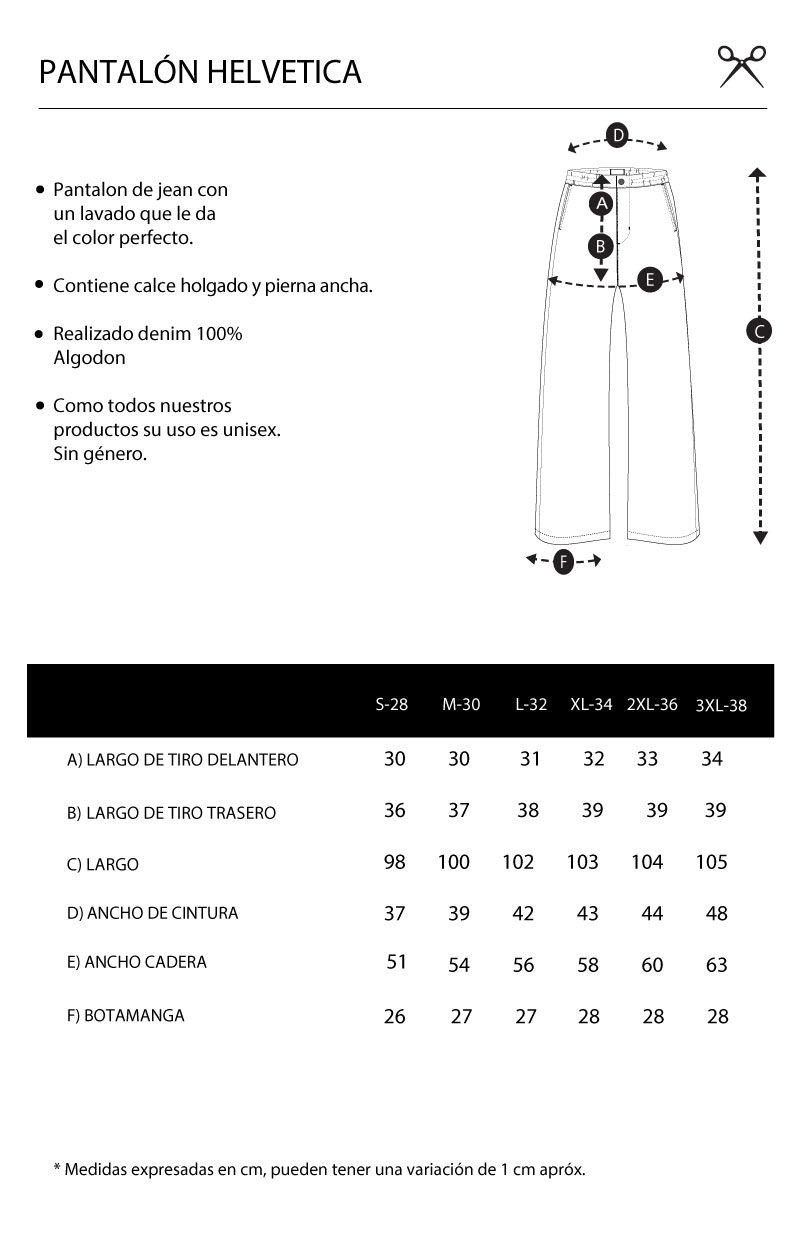 PANTALÓN HELVETICA
• Pantalon de jean con
un lavado que le da
el color perfecto.
• Contiene calce holgado y pierna ancha.
• Realizado denim 100%
Algodon
• Como todos nuestros
productos su uso es unisex.
Sin género.
D
A
B
E
C
F
S-28 M-30 L-32 XL-34 2XL-36 3XL-38
A) LARGO DE TIRO DELANTERO 30 30 31 32 33 34
B) LARGO DE TIRO TRASERO 36 37 38 39 39 39
C) LARGO 98 100 102 103 104 105
D) ANCHO DE CINTURA 37 39 42 43 44 48
E) ANCHO CADERA 51 54 56 58 60 63
F) BOTAMANGA 26 27 27 28 28 28
* Medidas expresadas en cm, pueden tener una variación de 1 cm apróx.